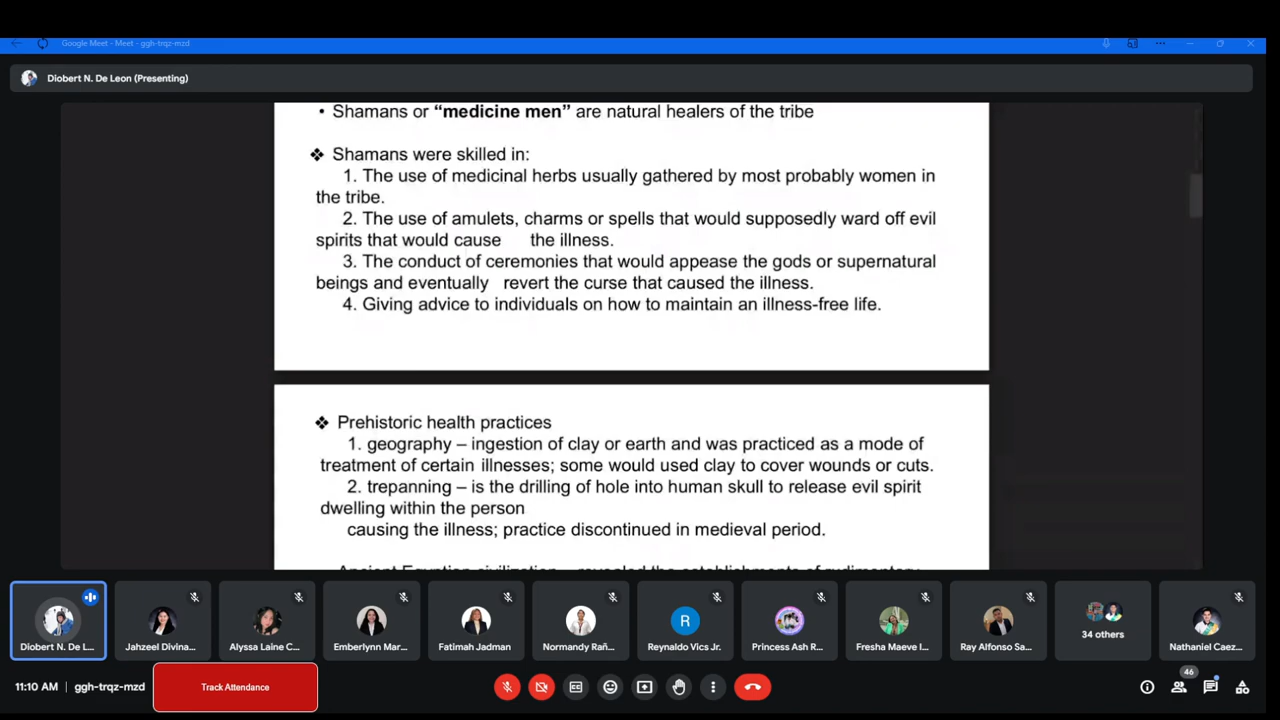 Google Meet - Meet - ggh-trqz-mzd
Diobert N. De Leon (Presenting)
• Shamans or “medicine men” are natural healers of the tribe
❖ Shamans were skilled in:
1. The use of medicinal herbs usually gathered by most probably women in
the tribe.
2. The use of amulets, charms or spells that would supposedly ward off evil
spirits that would cause the illness.
3. The conduct of ceremonies that would appease the gods or supernatural
beings and eventually revert the curse that caused the illness.
4. Giving advice to individuals on how to maintain an illness-free life.
❖ Prehistoric health practices
1. geography – ingestion of clay or earth and was practiced as a mode of
treatment of certain illnesses; some would used clay to cover wounds or cuts.
2. trepanning – is the drilling of hole into human skull to release evil spirit
dwelling within the person
causing the illness; practice discontinued in medieval period.
Ancient Egyptian civilization – revealed the establishments of rudimentary
Diobert N. De L...
Jahzeel Divina...
Alyssa Laine C...
Emberlynn Mar...
Fatimah Jadman
Normandy Rañ...
R
Reynaldo Vics Jr.
Princess Ash R...
Fresha Maeve I...
Ray Alfonso Sa...
34 others
Nathaniel Caez...
11:10 AM | ggh-trqz-mzd
Track Attendance
46